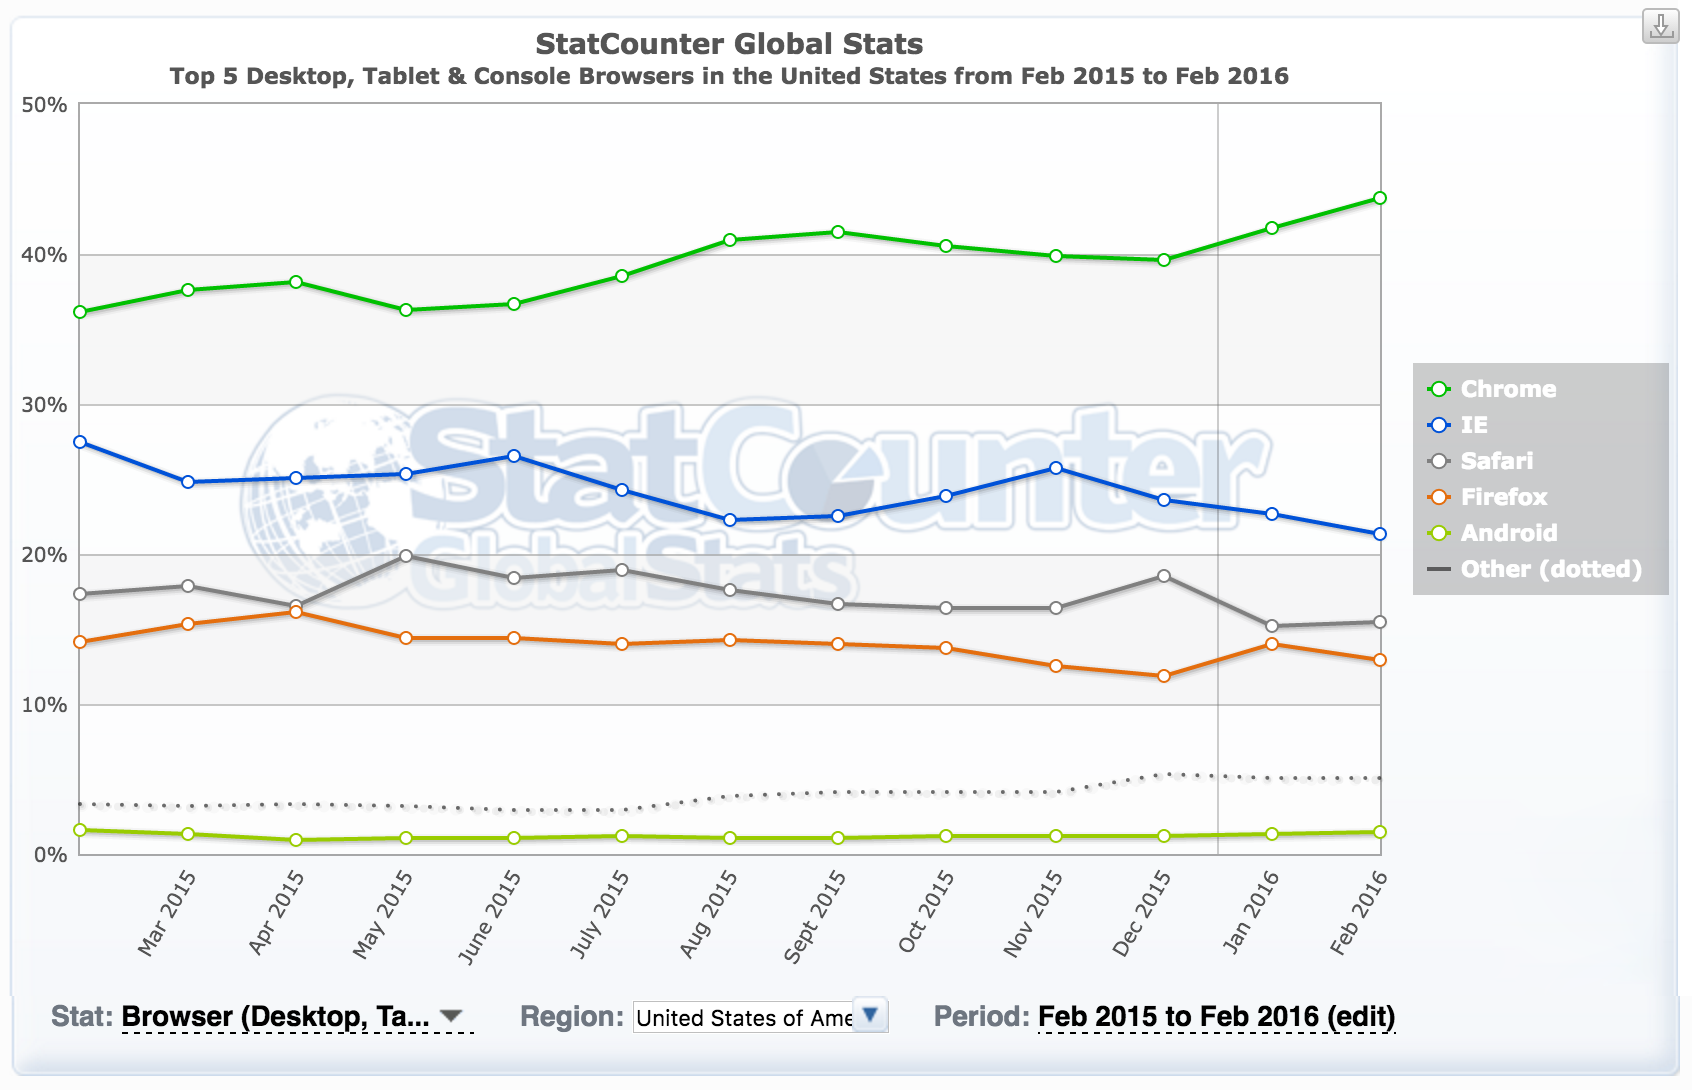 StatCounter Global Stats
Top 5 Desktop, Tablet & Console Browsers in the United States from Feb 2015 to Feb 2016
50%
40%
30%
20%
10%
0%
StatCounter
GlobalStats
Chrome
IE
Safari
Firefox
Android
Other (dotted)
Mar 2015
Apr 2015
May 2015
June 2015
July 2015
Aug 2015
Sept 2015
Oct 2015
Nov 2015
Dec 2015
Jan 2016
Feb 2016
Stat: Browser (Desktop, Ta... Region: United States of Ame Period: Feb 2015 to Feb 2016 (edit)